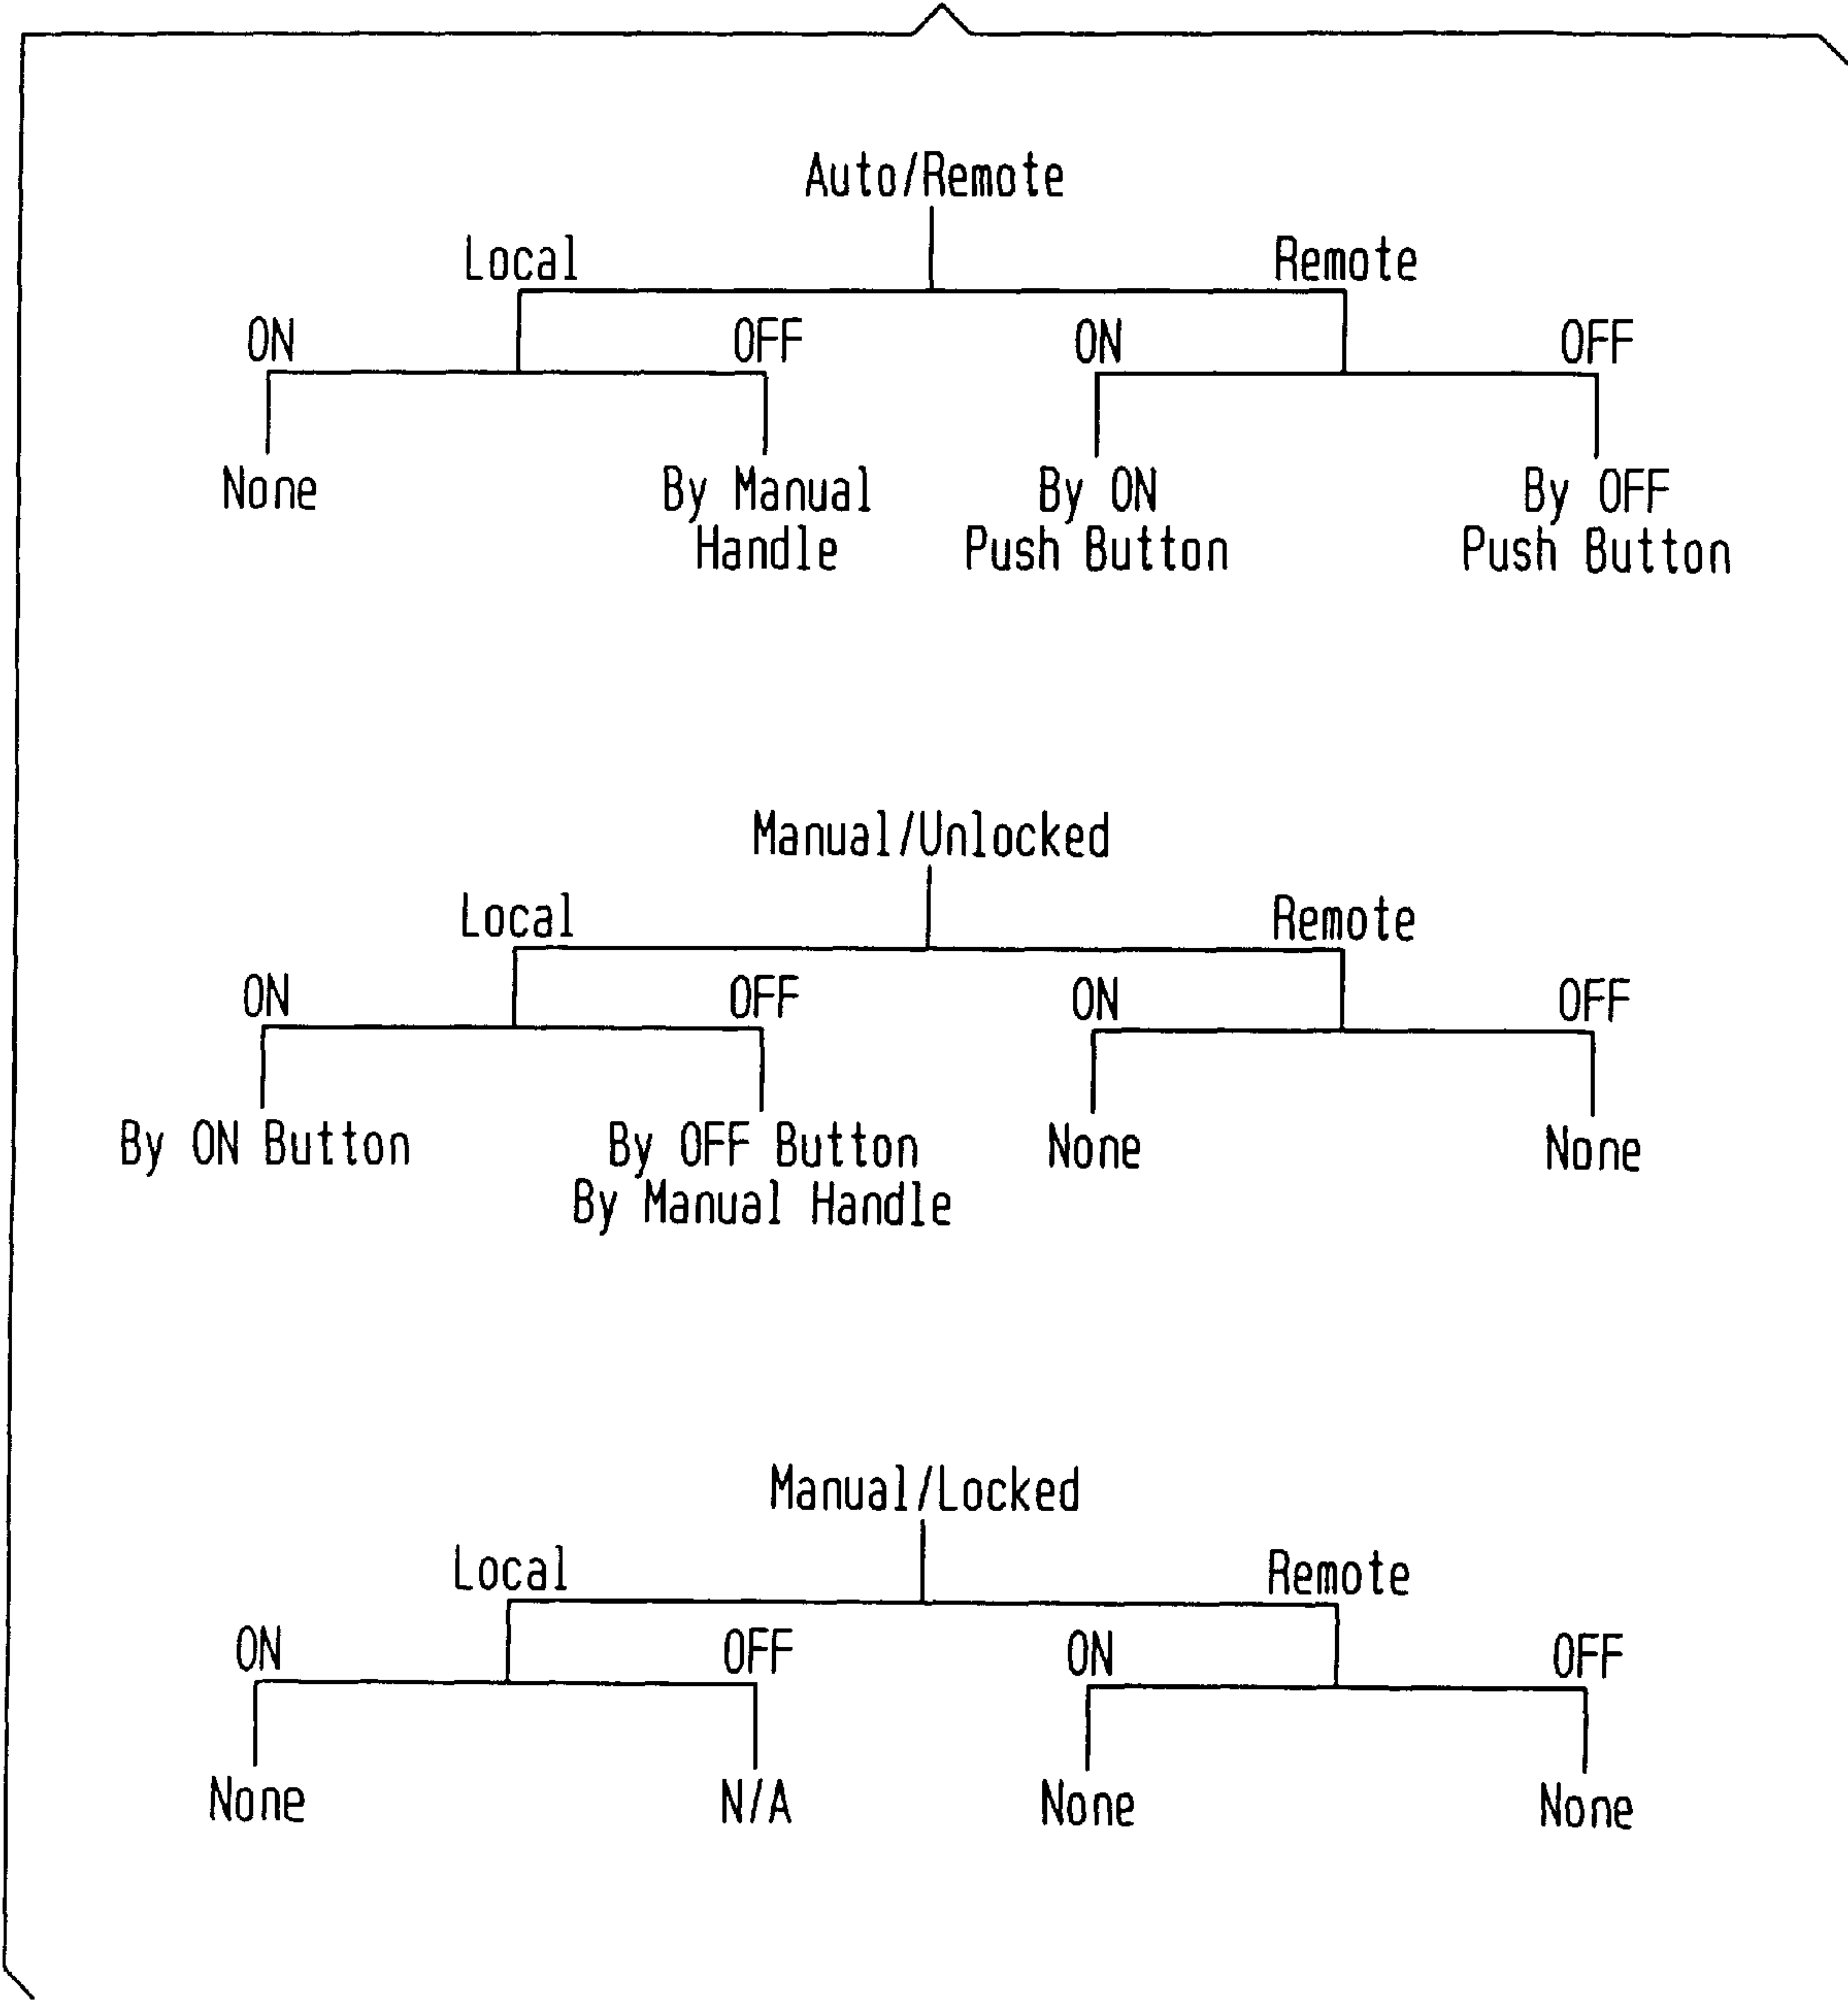 Auto/Remote
Local Remote
ON OFF ON OFF
None By Manual By ON By OFF
Handle Push Button Push Button
Manual/Unlocked
Local Remote
ON OFF ON OFF
By ON Button By OFF Button None None
By Manual Handle
Manual/Locked
Local Remote
ON OFF ON OFF
None N/A None None